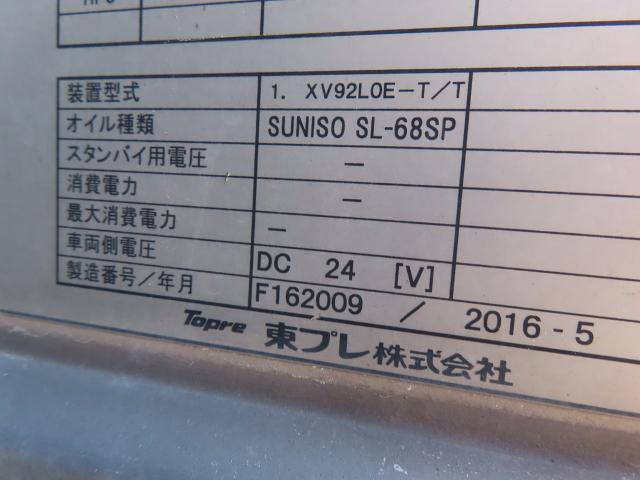 装置型式 1. XV92L0E-T/T
オイル種類 SUNISO SL-68SP
スタンバイ用電圧 —
消費電力 —
最大消費電力 —
車両側電圧 DC 24 [V]
製造番号/年月 F162009 / 2016-5
Topre 東プレ株式会社